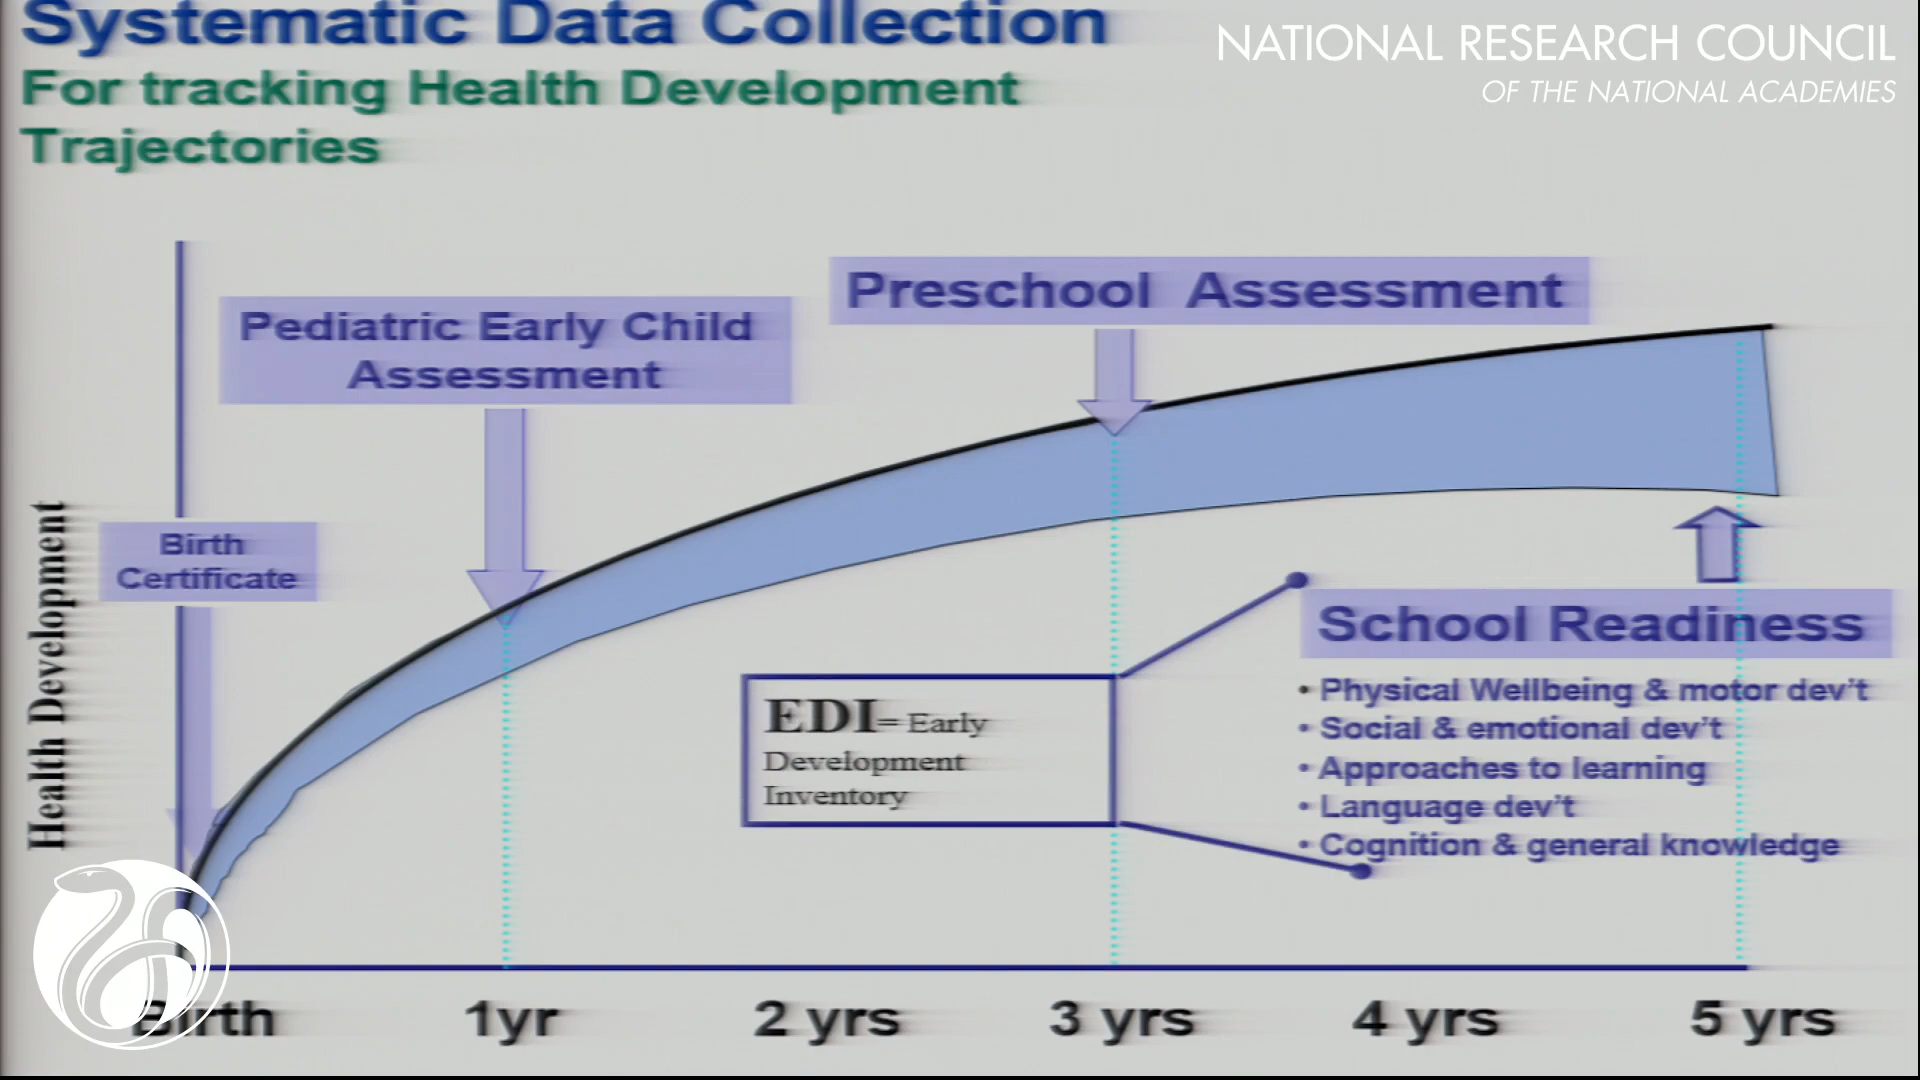 Systematic Data Collection
For tracking Health Development
Trajectories
NATIONAL RESEARCH COUNCIL
OF THE NATIONAL ACADEMIES
Preschool Assessment
Pediatric Early Child
Assessment
Birth
Certificate
Health Development
School Readiness
• Physical Wellbeing & motor dev't
• Social & emotional dev't
• Approaches to learning
• Language dev't
• Cognition & general knowledge
EDI= Early
Development
Inventory
Birth
1yr
2 yrs
3 yrs
4 yrs
5 yrs